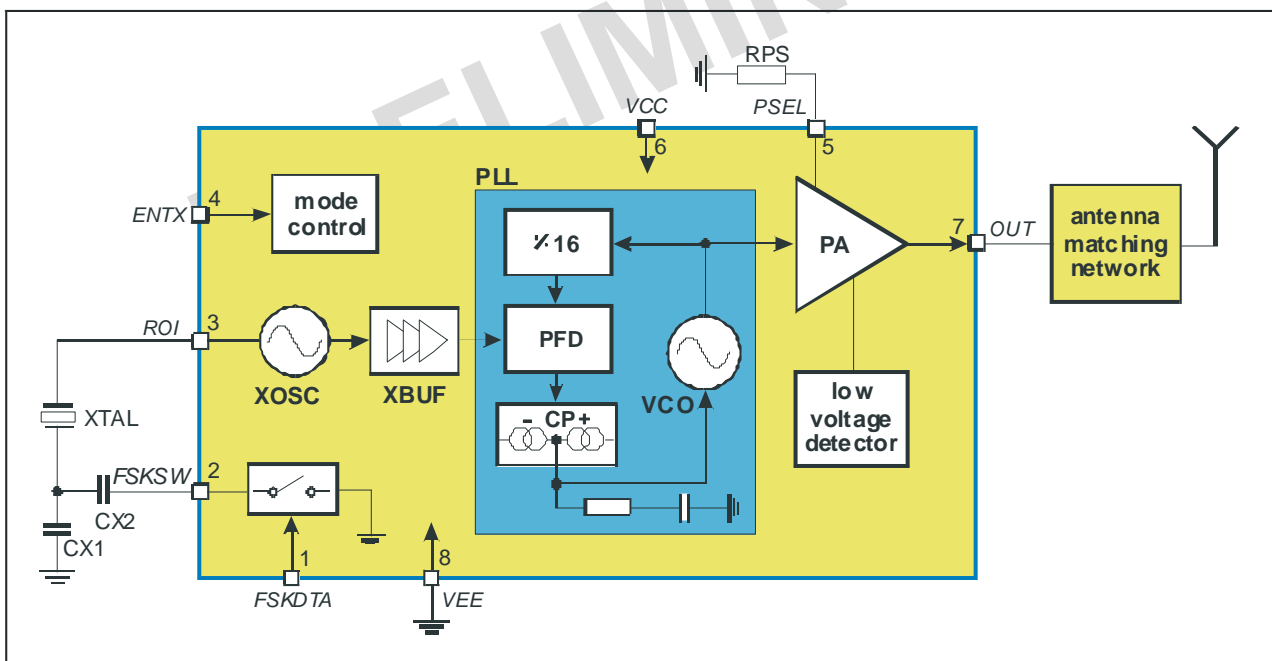 ELIMIN
RPS
VCC
PSEL
6
5
PLL
ENTX
4
mode
control
÷16
PA
7
OUT
antenna
matching
network
ROI
3
PFD
XOSC
XBUF
VCO
low
voltage
detector
XTAL
- CP +
FSKSW
2
CX2
CX1
1
8
FSKDTA
VEE